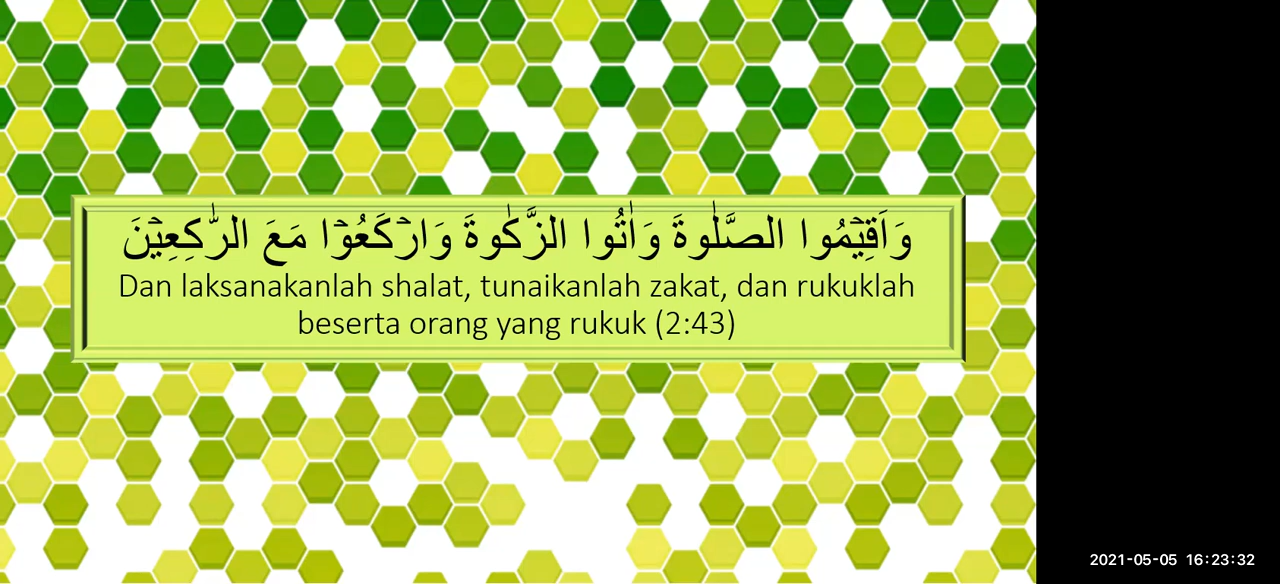 وَاَقِيْمُوا الصَّلٰوةَ وَاٰتُوا الزَّكٰوةَ وَارْكَعُوْا مَعَ الرّٰكِعِيْنَ
Dan laksanakanlah shalat, tunaikanlah zakat, dan rukuklah
beserta orang yang rukuk (2:43)
2021-05-05 16:23:32